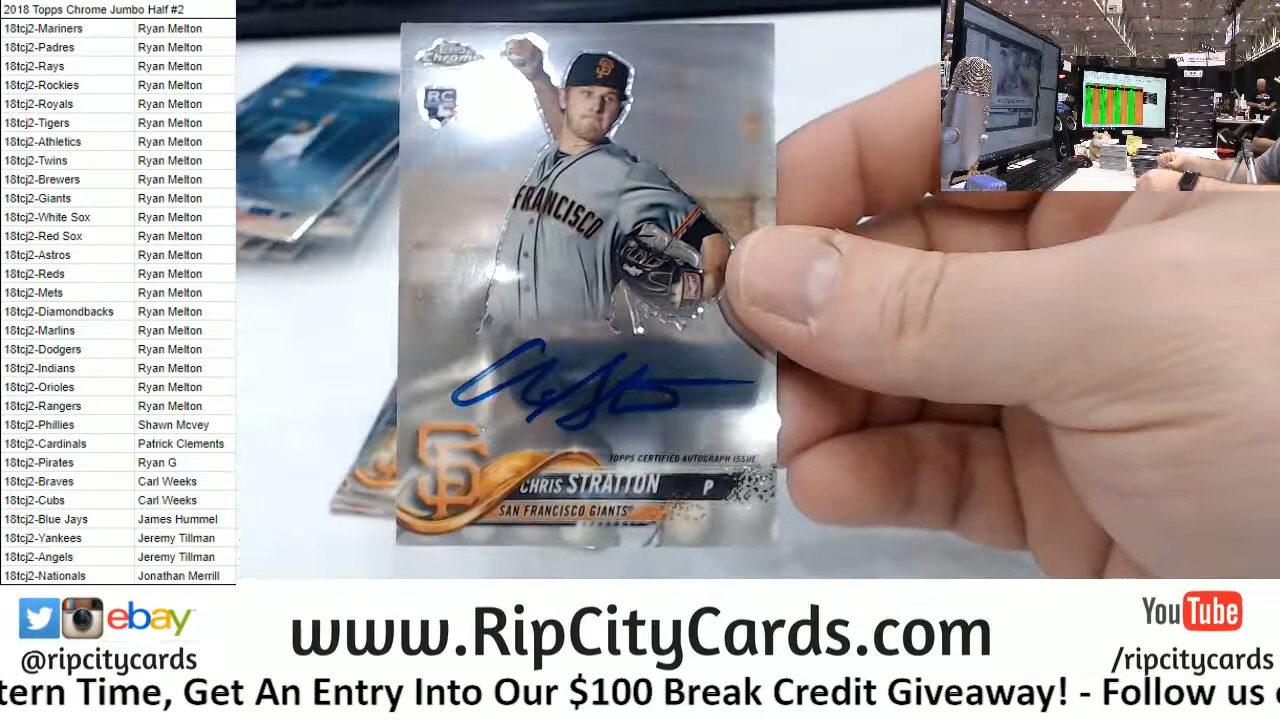 2018 Topps Chrome Jumbo Half #2
18tcj2-Mariners Ryan Melton
18tcj2-Padres Ryan Melton
18tcj2-Rays Ryan Melton
18tcj2-Rockies Ryan Melton
18tcj2-Royals Ryan Melton
18tcj2-Tigers Ryan Melton
18tcj2-Athletics Ryan Melton
18tcj2-Twins Ryan Melton
18tcj2-Brewers Ryan Melton
18tcj2-Giants Ryan Melton
18tcj2-White Sox Ryan Melton
18tcj2-Red Sox Ryan Melton
18tcj2-Astros Ryan Melton
18tcj2-Reds Ryan Melton
18tcj2-Mets Ryan Melton
18tcj2-Diamondbacks Ryan Melton
18tcj2-Marlins Ryan Melton
18tcj2-Dodgers Ryan Melton
18tcj2-Indians Ryan Melton
18tcj2-Orioles Ryan Melton
18tcj2-Rangers Ryan Melton
18tcj2-Phillies Shawn Mcvey
18tcj2-Cardinals Patrick Clements
18tcj2-Pirates Ryan G
18tcj2-Braves Carl Weeks
18tcj2-Cubs Carl Weeks
18tcj2-Blue Jays James Hummel
18tcj2-Yankees Jeremy Tillman
18tcj2-Angels Jeremy Tillman
18tcj2-Nationals Jonathan Merrill
Topps Chrome
RC
SF
FRANCISCO
TOPPS CERTIFIED AUTOGRAPH ISSUE
SF
CHRIS STRATTON P
SAN FRANCISCO GIANTS
ebay
@ripcitycards
www.RipCityCards.com
YouTube
/ripcitycards
tern Time, Get An Entry Into Our $100 Break Credit Giveaway! - Follow us